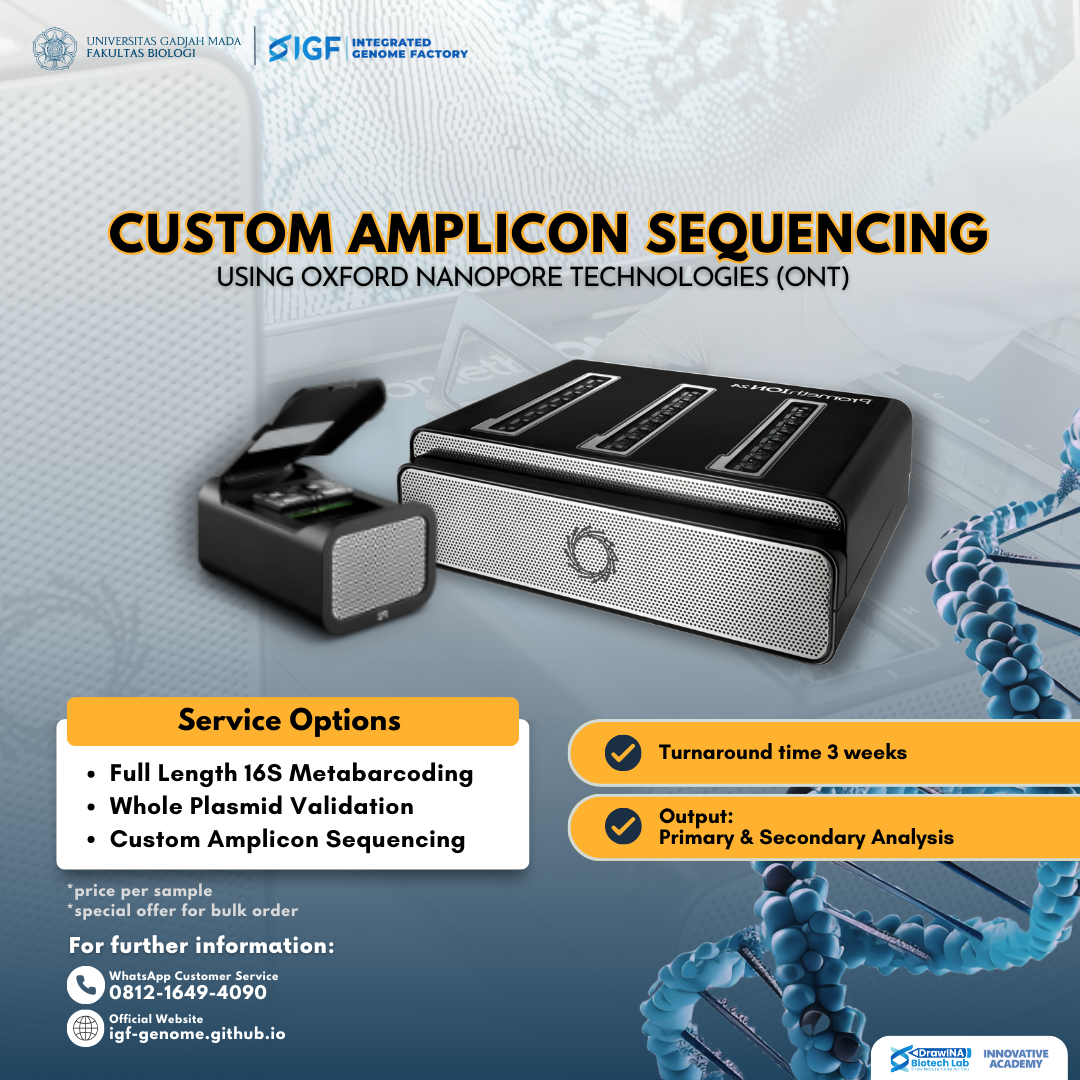 UNIVERSITAS GADJAH MADA
FAKULTAS BIOLOGI
IGF
INTEGRATED
GENOME FACTORY
CUSTOM AMPLICON SEQUENCING
USING OXFORD NANOPORE TECHNOLOGIES (ONT)
PromethION 24
Service Options
• Full Length 16S Metabarcoding
• Whole Plasmid Validation
• Custom Amplicon Sequencing
Turnaround time 3 weeks
Output:
Primary & Secondary Analysis
*price per sample
*special offer for bulk order
For further information:
WhatsApp Customer Service
0812-1649-4090
Official Website
igf-genome.github.io
DrawINA
Biotech Lab
INNOVATIVE
ACADEMY